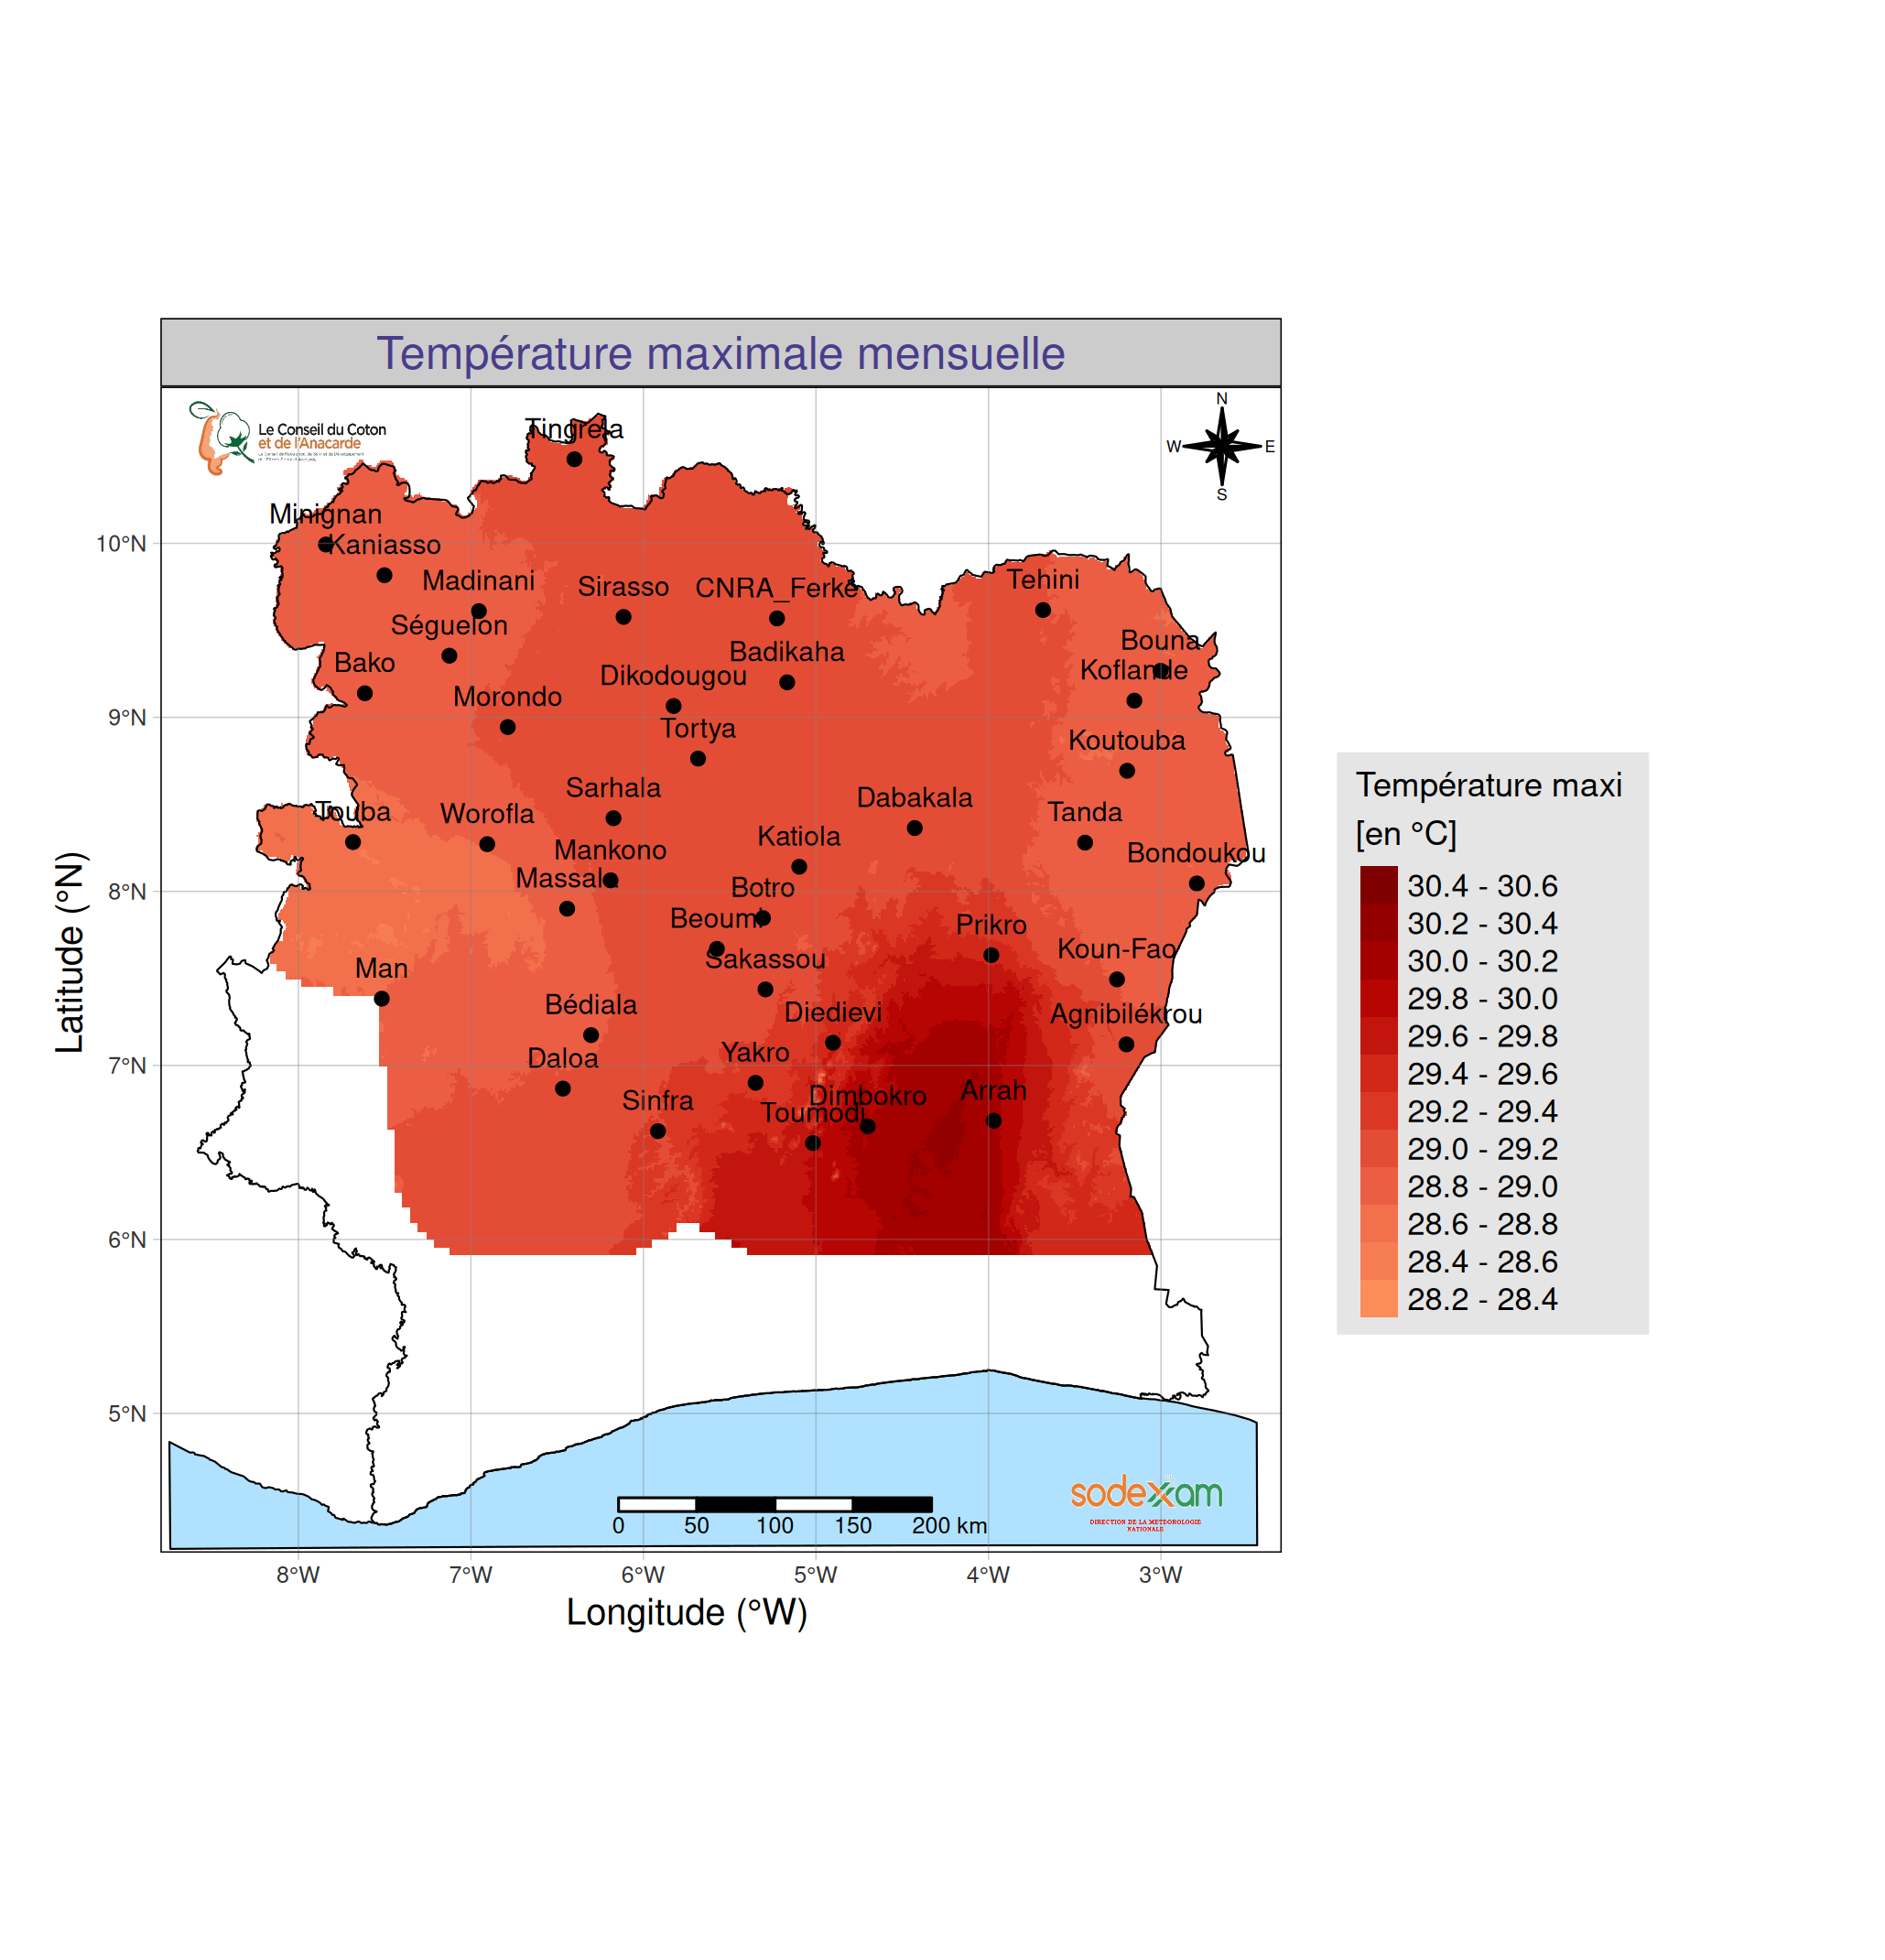 Température maximale mensuelle
Le Conseil du Coton
et de l'Anacarde
N
W
E
S
Tingrela
Minignan
Kaniasso
Madinani
Sirasso
CNRA_Ferké
Tehini
Séguelon
Bouna
Badikaha
Bako
Koflande
Dikodougou
Morondo
Tortya
Koutouba
Sarhala
Dabakala
Touba
Worofla
Tanda
Katiola
Mankono
Bondoukou
Massala
Botro
Beoumi
Prikro
Koun-Fao
Sakassou
Man
Bédiala
Diedievi
Agnibilékrou
Yakro
Daloa
Arrah
Dimbokro
Sinfra
Toumodi
10°N
9°N
8°N
7°N
6°N
5°N
Latitude (°N)
8°W
7°W
6°W
5°W
4°W
3°W
Longitude (°W)
0
50
100
150
200 km
sodexam
DIRECTION DE LA METEOROLOGIE
NATIONALE
Température maxi
[en °C]
30.4 - 30.6
30.2 - 30.4
30.0 - 30.2
29.8 - 30.0
29.6 - 29.8
29.4 - 29.6
29.2 - 29.4
29.0 - 29.2
28.8 - 29.0
28.6 - 28.8
28.4 - 28.6
28.2 - 28.4